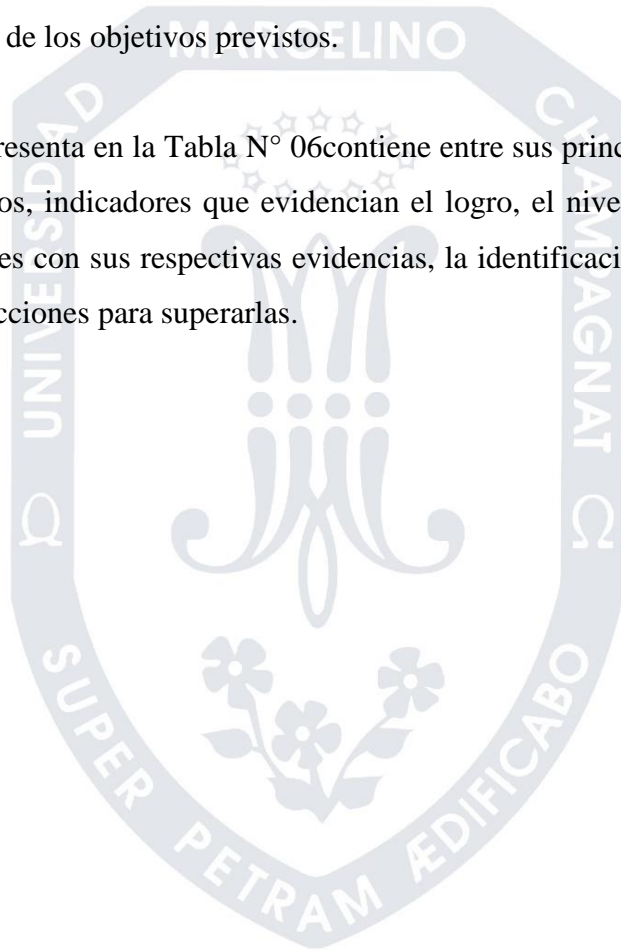 de los objetivos previstos.
resenta en la Tabla N° 06contiene entre sus princ
os, indicadores que evidencian el logro, el nive
es con sus respectivas evidencias, la identificaci
cciones para superarlas.
UNIVERSIDAD MARCELINO CHAMPAGNAT
SUPER PETRAM ÆDIFICABO